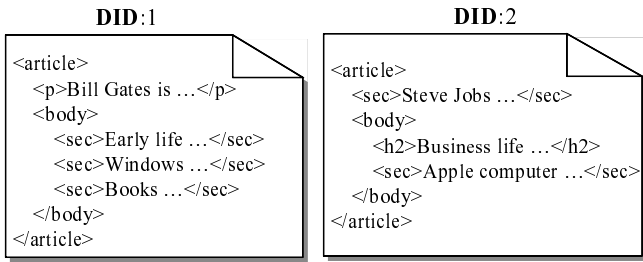 DID:1
<article>
<p>Bill Gates is ...</p>
<body>
<sec>Early life ...</sec>
<sec>Windows ...</sec>
<sec>Books ...</sec>
</body>
</article>
DID:2
<article>
<sec>Steve Jobs ...</sec>
<body>
<h2>Business life ...</h2>
<sec>Apple computer ...</sec>
</body>
</article>